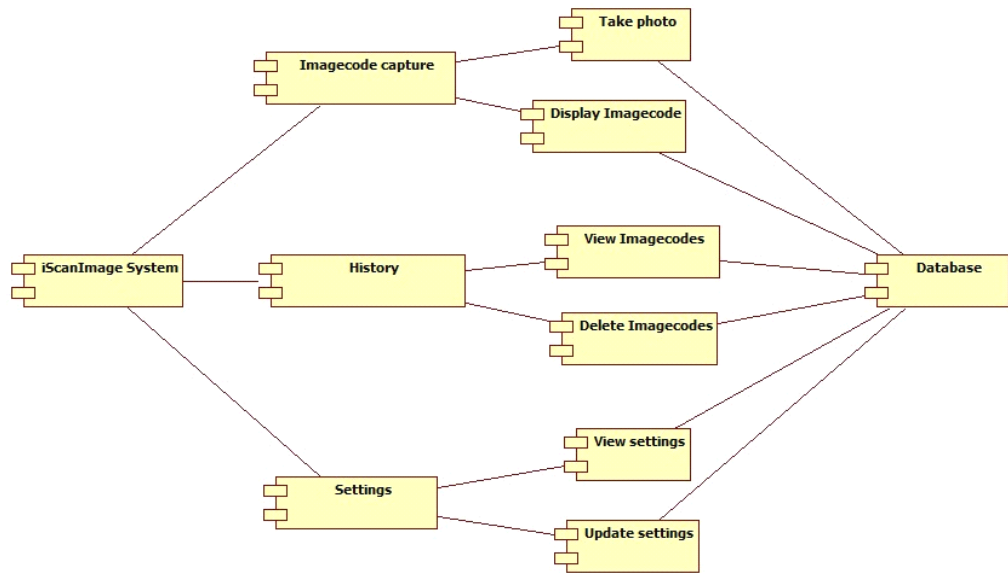 Take photo
Imagecode capture
Display Imagecode
View Imagecodes
iScanImage System
History
Database
Delete Imagecodes
View settings
Settings
Update settings